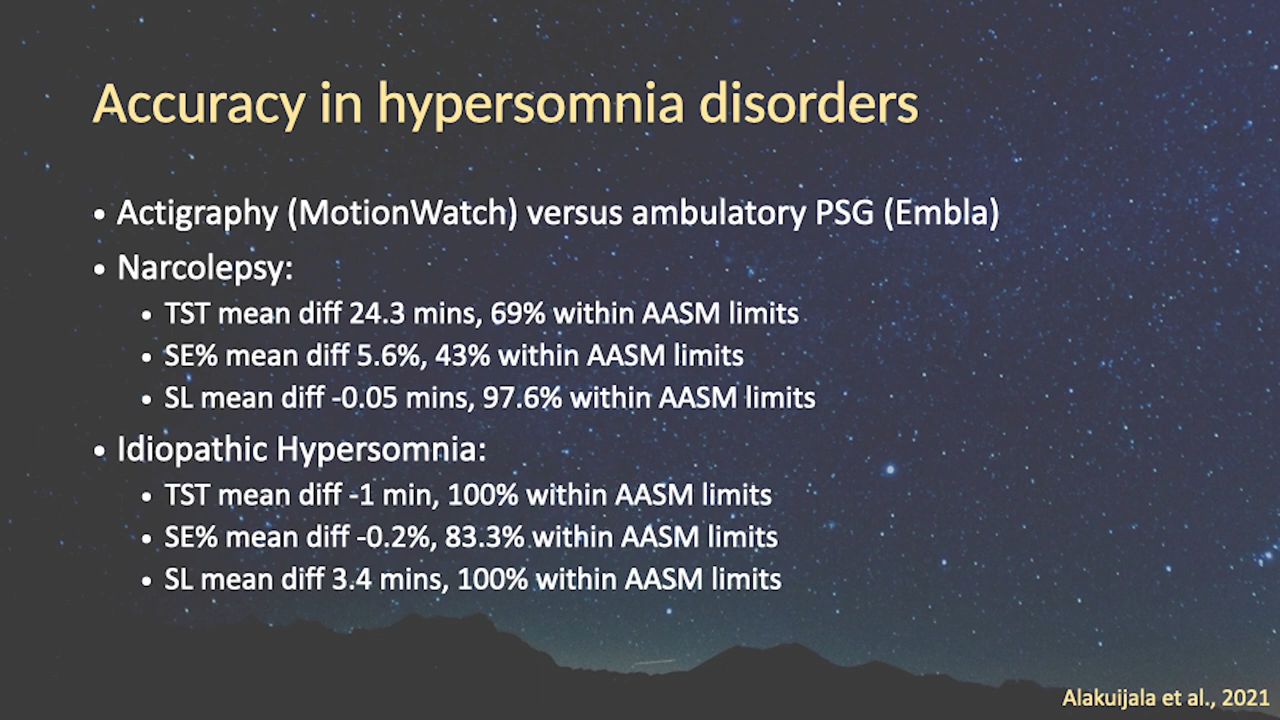 Accuracy in hypersomnia disorders
• Actigraphy (MotionWatch) versus ambulatory PSG (Embla)
• Narcolepsy:
• TST mean diff 24.3 mins, 69% within AASM limits
• SE% mean diff 5.6%, 43% within AASM limits
• SL mean diff -0.05 mins, 97.6% within AASM limits
• Idiopathic Hypersomnia:
• TST mean diff -1 min, 100% within AASM limits
• SE% mean diff -0.2%, 83.3% within AASM limits
• SL mean diff 3.4 mins, 100% within AASM limits
Alakuijala et al., 2021